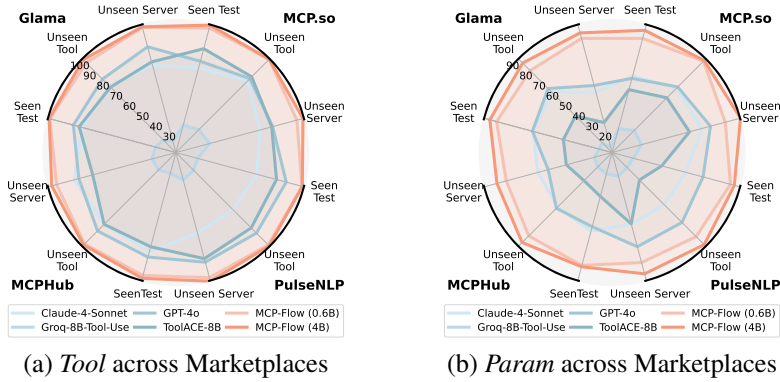 Unseen Server
Seen Test
Glama
MCP.so
Unseen
Tool
Unseen
Tool
100
90
80
70
60
50
40
30
Seen
Test
Unseen
Server
Unseen
Server
Seen
Test
Unseen
Tool
Unseen
Tool
MCPHub
PulseNLP
SeenTest
Unseen Server
Claude-4-Sonnet
GPT-4o
MCP-Flow (0.6B)
Groq-8B-Tool-Use
ToolACE-8B
MCP-Flow (4B)
(a) Tool across Marketplaces
Unseen Server
Seen Test
Glama
MCP.so
Unseen
Tool
Unseen
Tool
90
80
70
60
50
40
30
20
Seen
Test
Unseen
Server
Unseen
Server
Seen
Test
Unseen
Tool
Unseen
Tool
MCPHub
PulseNLP
Seen Test
Unseen Server
Claude-4-Sonnet
GPT-4o
MCP-Flow (0.6B)
Groq-8B-Tool-Use
ToolACE-8B
MCP-Flow (4B)
(b) Param across Marketplaces